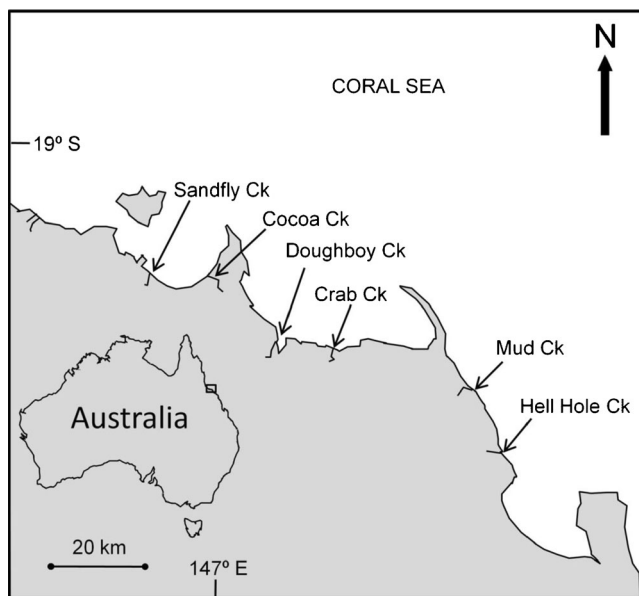 N
CORAL SEA
19º S
Sandfly Ck
Cocoa Ck
Doughboy Ck
Crab Ck
Mud Ck
Hell Hole Ck
Australia
20 km
147º E